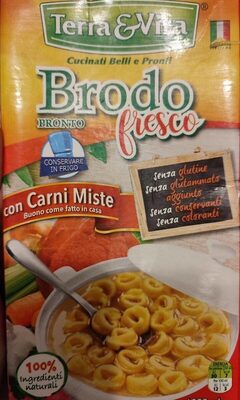 Terra&Vita
Cucinati Belli e Pronti
Brodo
PRONTO
fresco
CONSERVARE
IN FRIGO
senza glutine
senza glutammato
aggiunto
senza conservanti
senza coloranti
con Carni Miste
Buono come fatto in casa
100%
Ingredienti
naturali